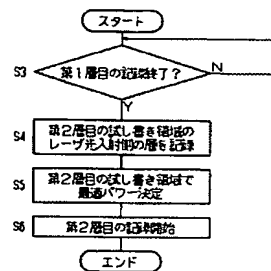 スタート
S3
第1層目の記録終了?
N
Y
S4
第2層目の試し書き領域の
レーザ光入射側の層を記録
S5
第2層目の試し書き領域で
最適パワー決定
S6
第2層目の記録開始
エンド